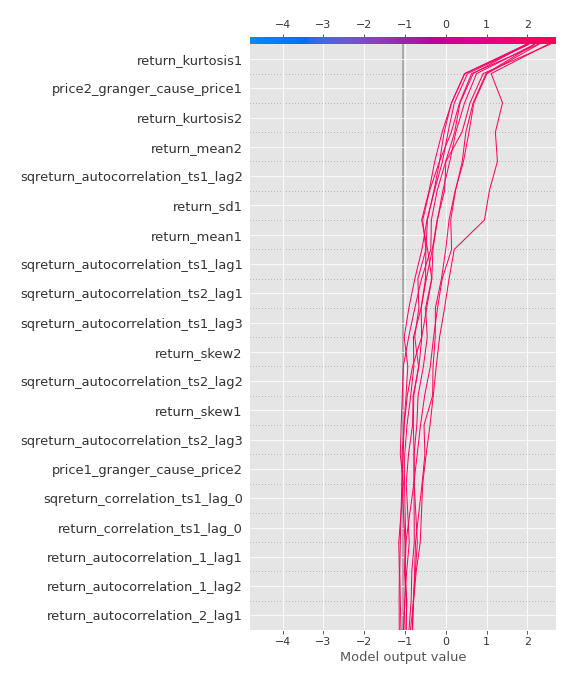 −4 −3 −2 −1 0 1 2
return_kurtosis1
price2_granger_cause_price1
return_kurtosis2
return_mean2
sqreturn_autocorrelation_ts1_lag2
return_sd1
return_mean1
sqreturn_autocorrelation_ts1_lag1
sqreturn_autocorrelation_ts2_lag1
sqreturn_autocorrelation_ts1_lag3
return_skew2
sqreturn_autocorrelation_ts2_lag2
return_skew1
sqreturn_autocorrelation_ts2_lag3
price1_granger_cause_price2
sqreturn_correlation_ts1_lag_0
return_correlation_ts1_lag_0
return_autocorrelation_1_lag1
return_autocorrelation_1_lag2
return_autocorrelation_2_lag1
−4 −3 −2 −1 0 1 2
Model output value